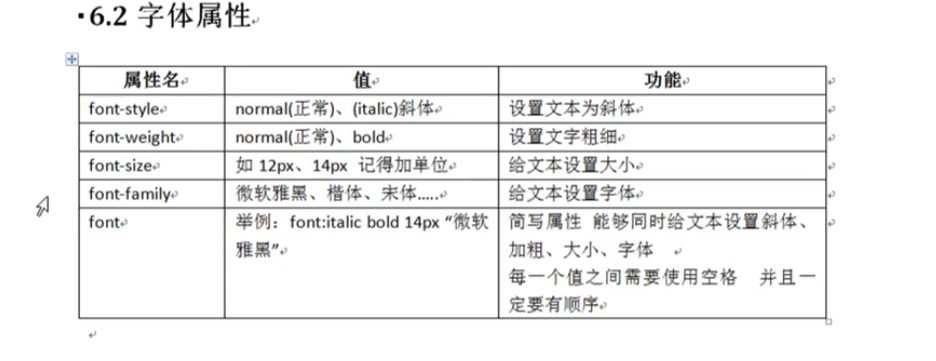 ▪6.2 字体属性
属性名 值 功能
font-style normal(正常)、(italic)斜体 设置文本为斜体
font-weight normal(正常)、bold 设置文字粗细
font-size 如 12px、14px 记得加单位 给文本设置大小
font-family 微软雅黑、楷体、宋体..... 给文本设置字体
font 举例：font:italic bold 14px “微软 简写属性 能够同时给文本设置斜体、
雅黑” 加粗、大小、字体
每一个值之间需要使用空格 并且一
定要有顺序